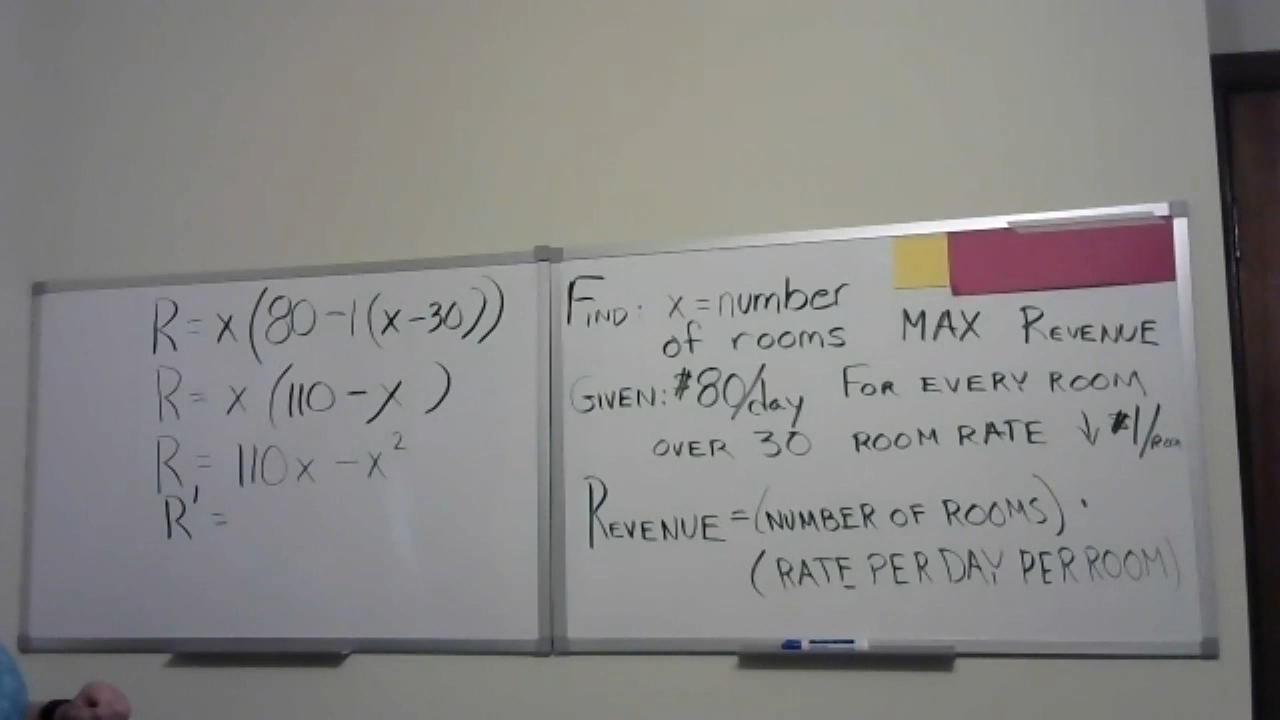 R = x(80-1(x-30))
R = x(110-x)
R = 110x - x²
R' =
FIND: x = number
of rooms MAX REVENUE
GIVEN: $80/day FOR EVERY ROOM
OVER 30 ROOM RATE ↓ $1/
REVENUE = (NUMBER OF ROOMS) ·
(RATE PER DAY PER ROOM)